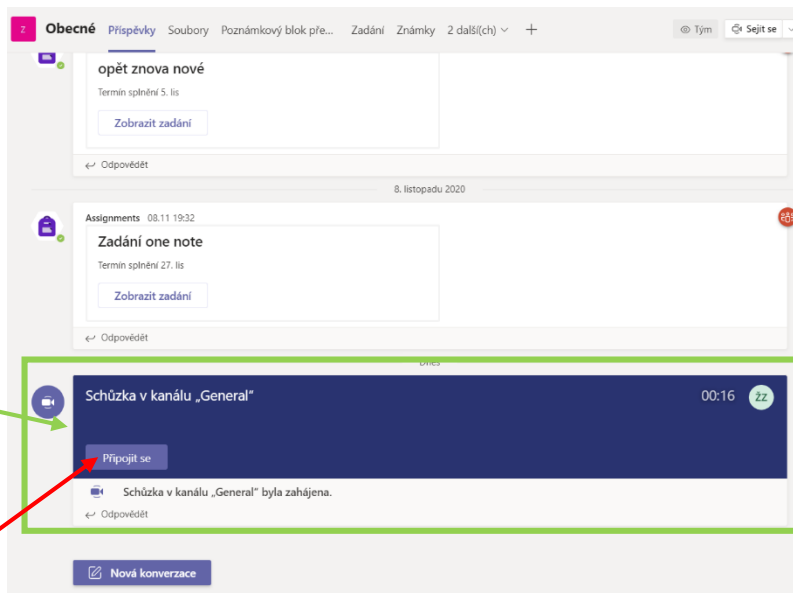 Z Obecné Příspěvky Soubory Poznámkový blok pře... Zadání Známky 2 další(ch) Tým Sejít se
opět znova nové
Termín splnění 5. lis
Zobrazit zadání
Odpovědět
8. listopadu 2020
Assignments 08.11 19:32
Zadání one note
Termín splnění 27. lis
Zobrazit zadání
Odpovědět
Dnes
Schůzka v kanálu „General“ 00:16 ŽZ
Připojit se
Schůzka v kanálu „General“ byla zahájena.
Odpovědět
Nová konverzace